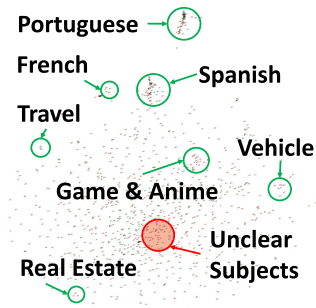 Portuguese
French
Spanish
Travel
Vehicle
Game & Anime
Unclear
Subjects
Real Estate